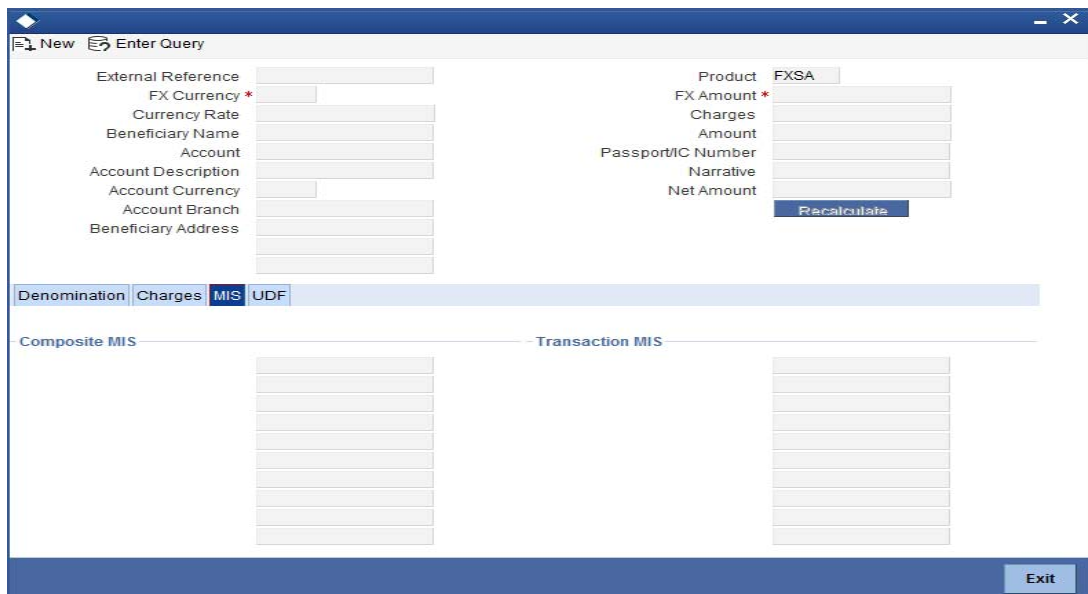 New Enter Query
External Reference
Product FXSA
FX Currency *
FX Amount *
Currency Rate
Charges
Beneficiary Name
Amount
Account
Passport/IC Number
Account Description
Narrative
Account Currency
Net Amount
Account Branch
Recalculate
Beneficiary Address
Denomination Charges MIS UDF
Composite MIS
Transaction MIS
Exit